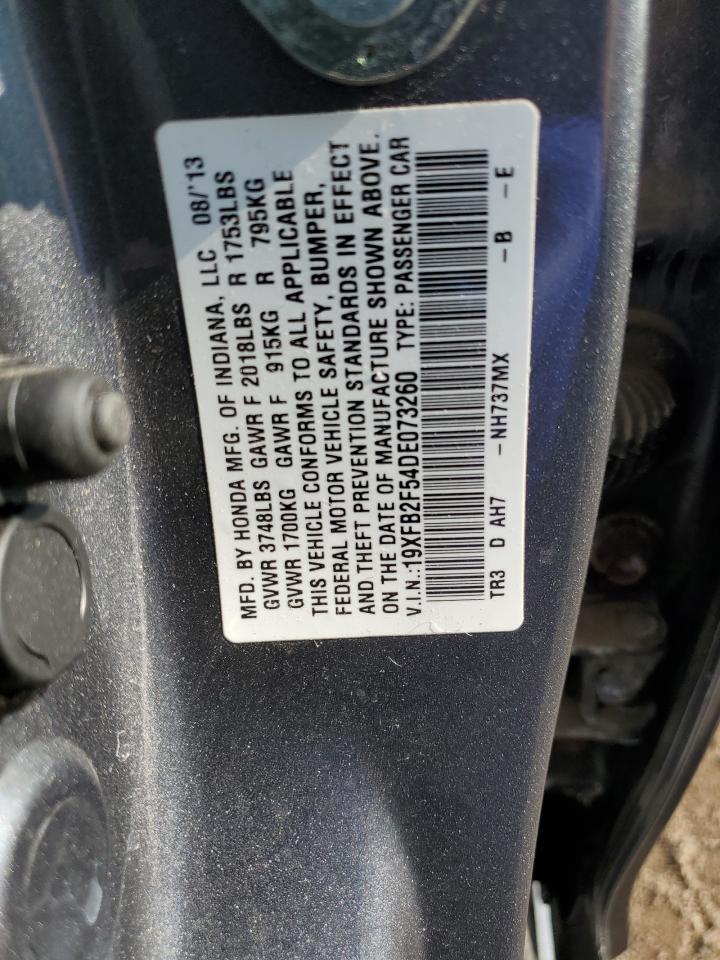 MFD. BY HONDA MFG. OF INDIANA, LLC 08/'13
GVWR 3748LBS GAWR F 2018LBS R 1753LBS
GVWR 1700KG GAWR F 915KG R 795KG
THIS VEHICLE CONFORMS TO ALL APPLICABLE
FEDERAL MOTOR VEHICLE SAFETY, BUMPER,
AND THEFT PREVENTION STANDARDS IN EFFECT
ON THE DATE OF MANUFACTURE SHOWN ABOVE.
V.I.N.:19XFB2F54DE073260 TYPE: PASSENGER CAR
TR3 D AH7 -NH737MX -B -E